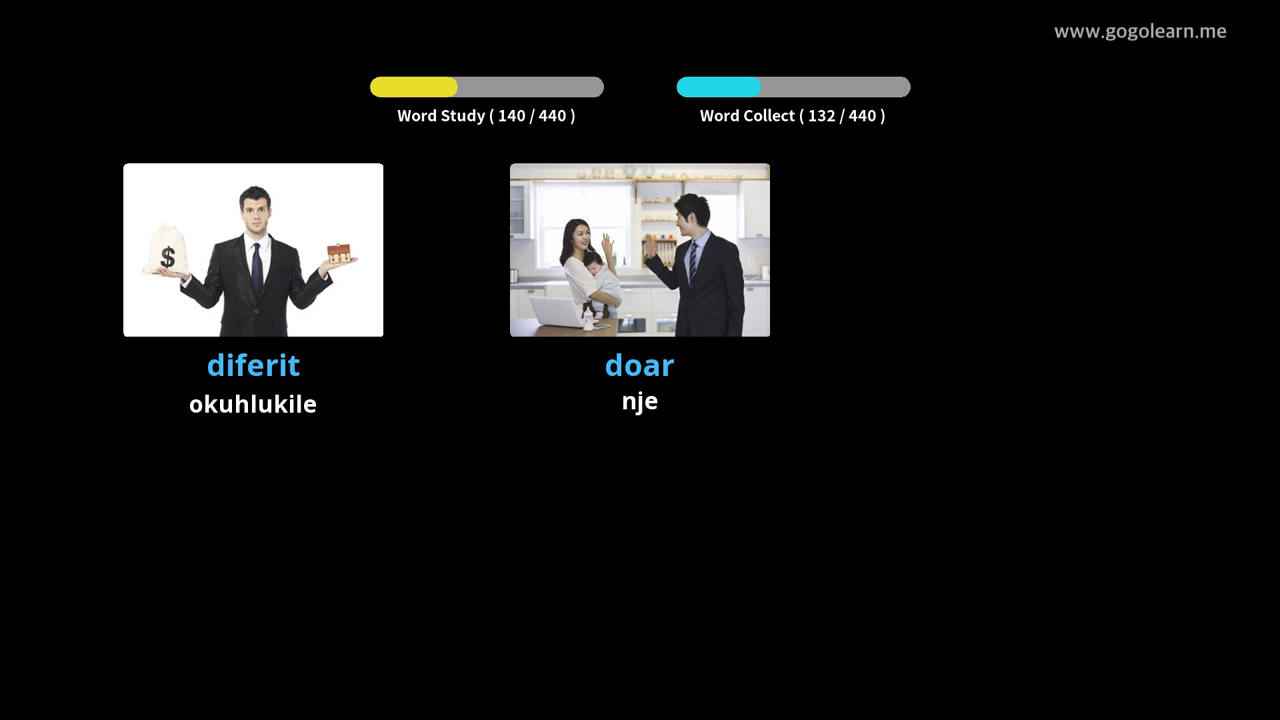 www.gogolearn.me
Word Study ( 140 / 440 )
Word Collect ( 132 / 440 )
$
diferit
okuhlukile
doar
nje